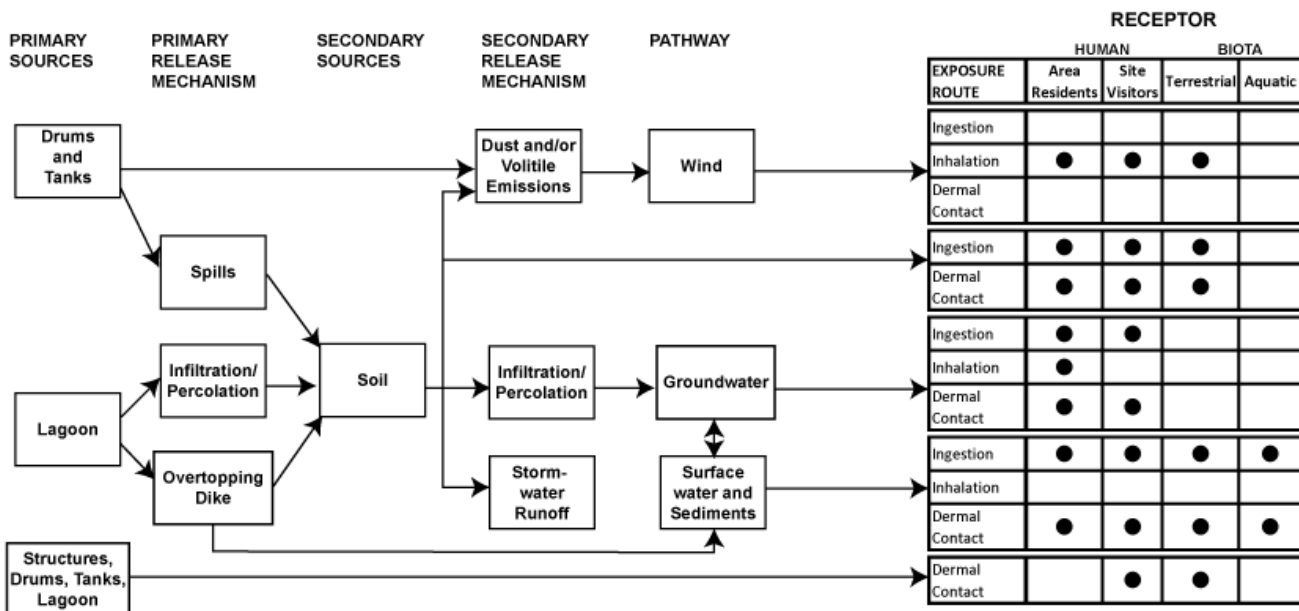 RECEPTOR
PRIMARY
SOURCES
PRIMARY
RELEASE
MECHANISM
SECONDARY
SOURCES
SECONDARY
RELEASE
MECHANISM
PATHWAY
HUMAN
BIOTA
EXPOSURE
ROUTE
Area
Residents
Site
Visitors
Terrestrial
Aquatic
Drums
and
Tanks
Dust and/or
Volitile
Emissions
Wind
Ingestion
Inhalation
Dermal
Contact
Spills
Ingestion
Dermal
Contact
Infiltration/
Percolation
Soil
Infiltration/
Percolation
Groundwater
Ingestion
Inhalation
Dermal
Contact
Lagoon
Overtopping
Dike
Storm-
water
Runoff
Surface
water and
Sediments
Ingestion
Inhalation
Dermal
Contact
Structures,
Drums, Tanks,
Lagoon
Dermal
Contact